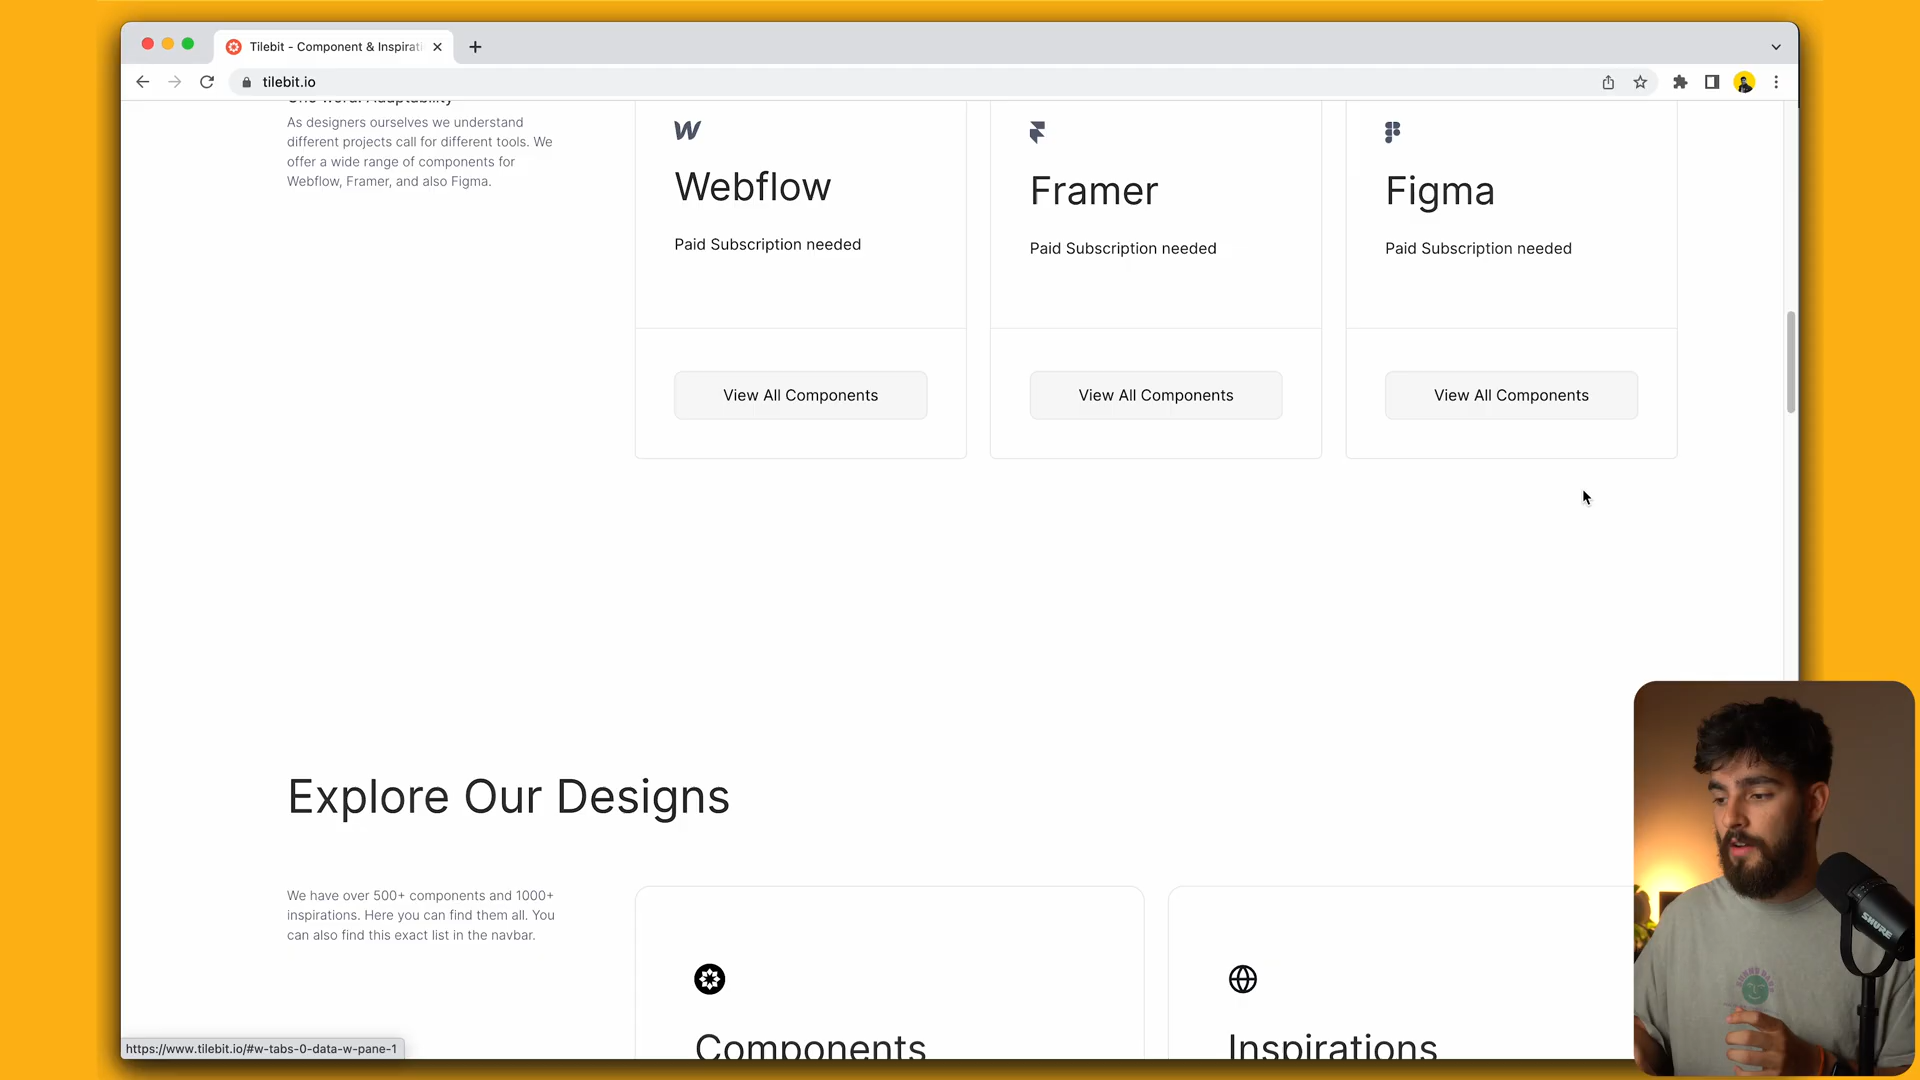 Tilebit - Component & Inspirati
tilebit.io
One word: Adaptability
As designers ourselves we understand
different projects call for different tools. We
offer a wide range of components for
Webflow, Framer, and also Figma.
Webflow
Paid Subscription needed
View All Components
Framer
Paid Subscription needed
View All Components
Figma
Paid Subscription needed
View All Components
Explore Our Designs
We have over 500+ components and 1000+
inspirations. Here you can find them all. You
can also find this exact list in the navbar.
Components
Inspirations
https://www.tilebit.io/#w-tabs-0-data-w-pane-1
SHURE